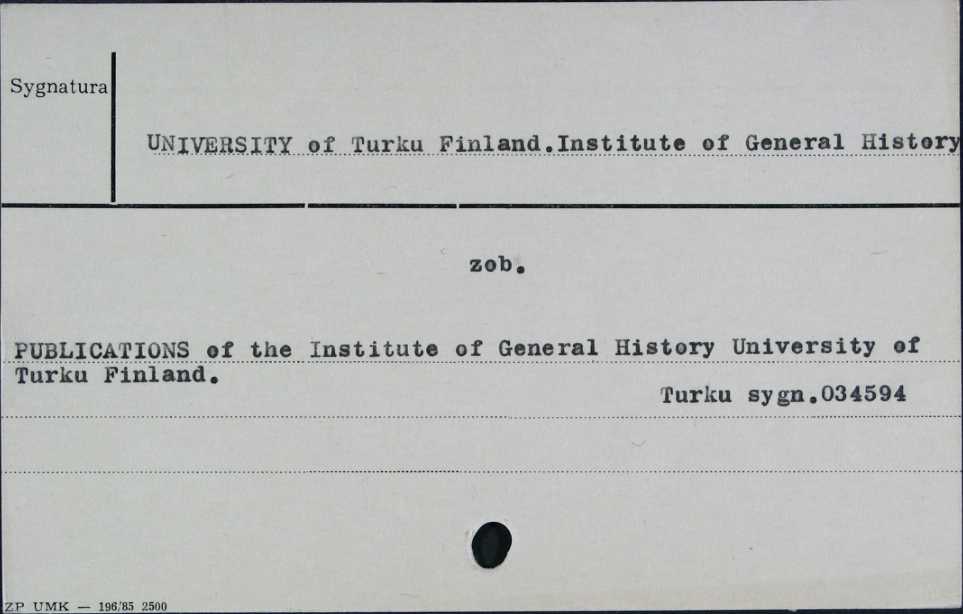 Sygnatura
UNIVERSITY of Turku Finland.Institute of General History
zob.
PUBLICATIONS of the Institute of General History University of
Turku Finland.
Turku sygn.034594
ZP UMK — 196/85 2500